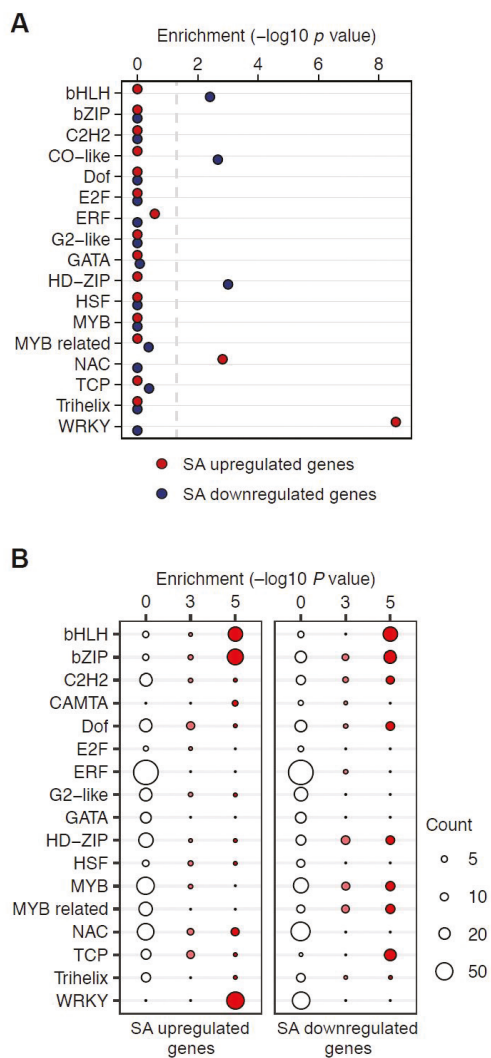 A
Enrichment (–log10 p value)
0 2 4 6 8
bHLH
bZIP
C2H2
CO–like
Dof
E2F
ERF
G2–like
GATA
HD–ZIP
HSF
MYB
MYB related
NAC
TCP
Trihelix
WRKY
SA upregulated genes
SA downregulated genes
B
Enrichment (–log10 P value)
0 3 5 0 3 5
bHLH
bZIP
C2H2
CAMTA
Dof
E2F
ERF
G2–like
GATA
HD–ZIP
HSF
MYB
MYB related
NAC
TCP
Trihelix
WRKY
Count
5
10
20
50
SA upregulated genes
SA downregulated genes